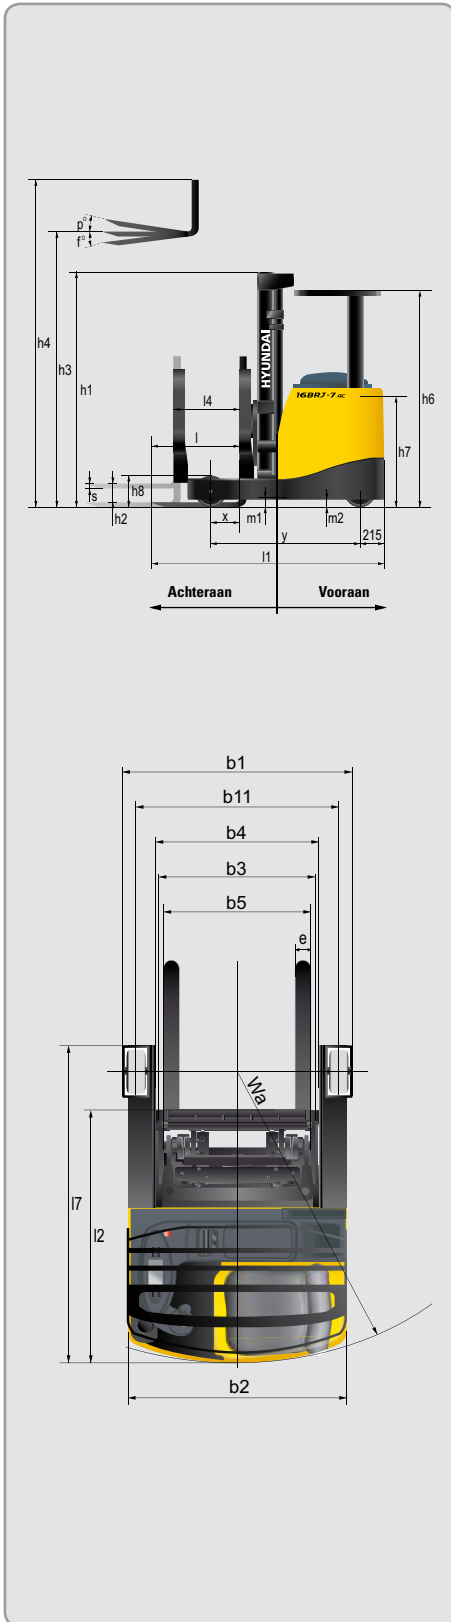 p°
f°
h4
h3
h1
HYUNDAI
16BRJ-7 AC
h6
h7
l4
l
s
h8
h2
x
m1
m2
y
215
l1
Achteraan
Vooraan
b1
b11
b4
b3
b5
e
Wa
l7
l2
b2